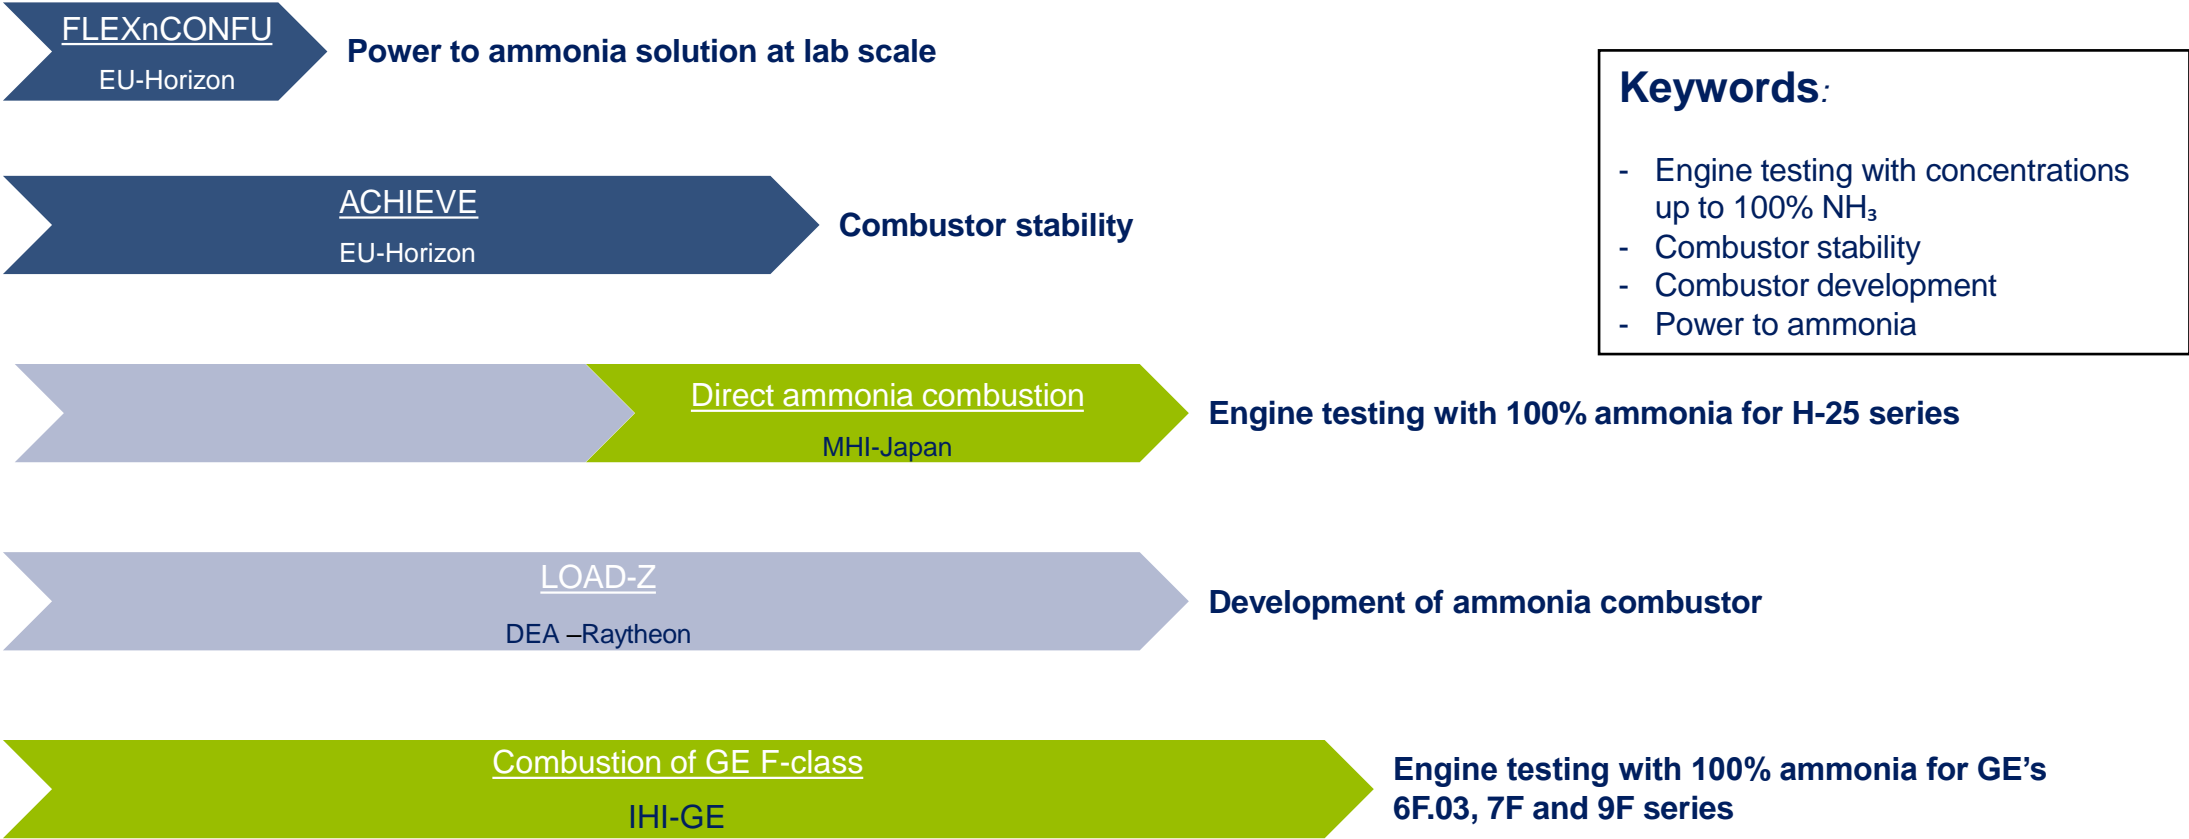 FLEXnCONFU
EU-Horizon
Power to ammonia solution at lab scale
Keywords:
- Engine testing with concentrations
up to 100% NH₃
- Combustor stability
- Combustor development
- Power to ammonia
ACHIEVE
EU-Horizon
Combustor stability
Direct ammonia combustion
MHI-Japan
Engine testing with 100% ammonia for H-25 series
LOAD-Z
DEA –Raytheon
Development of ammonia combustor
Combustion of GE F-class
IHI-GE
Engine testing with 100% ammonia for GE’s
6F.03, 7F and 9F series